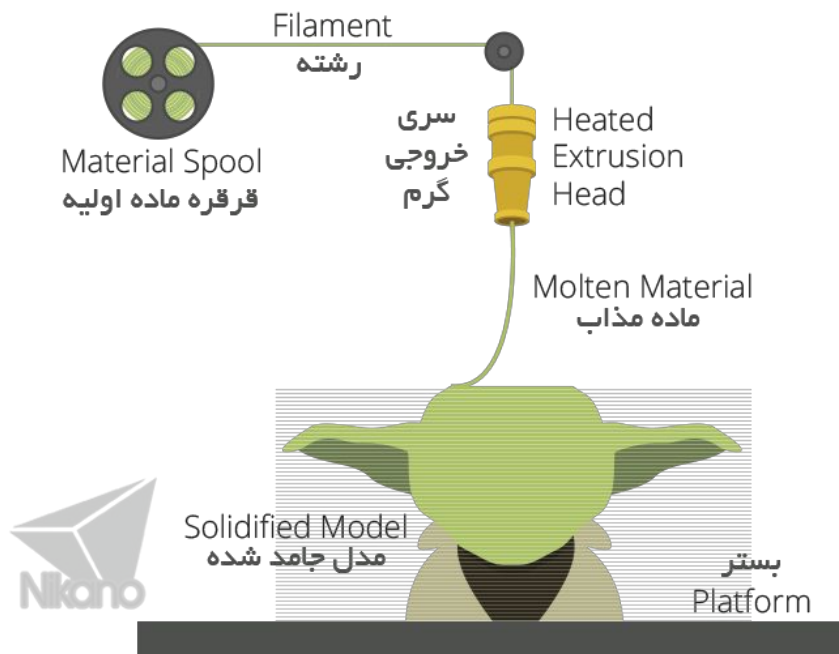 Filament
رشته
Material Spool
قرقره ماده اولیه
سری
خروجی
گرم
Heated
Extrusion
Head
Molten Material
ماده مذاب
Solidified Model
مدل جامد شده
بستر
Platform
Nikano